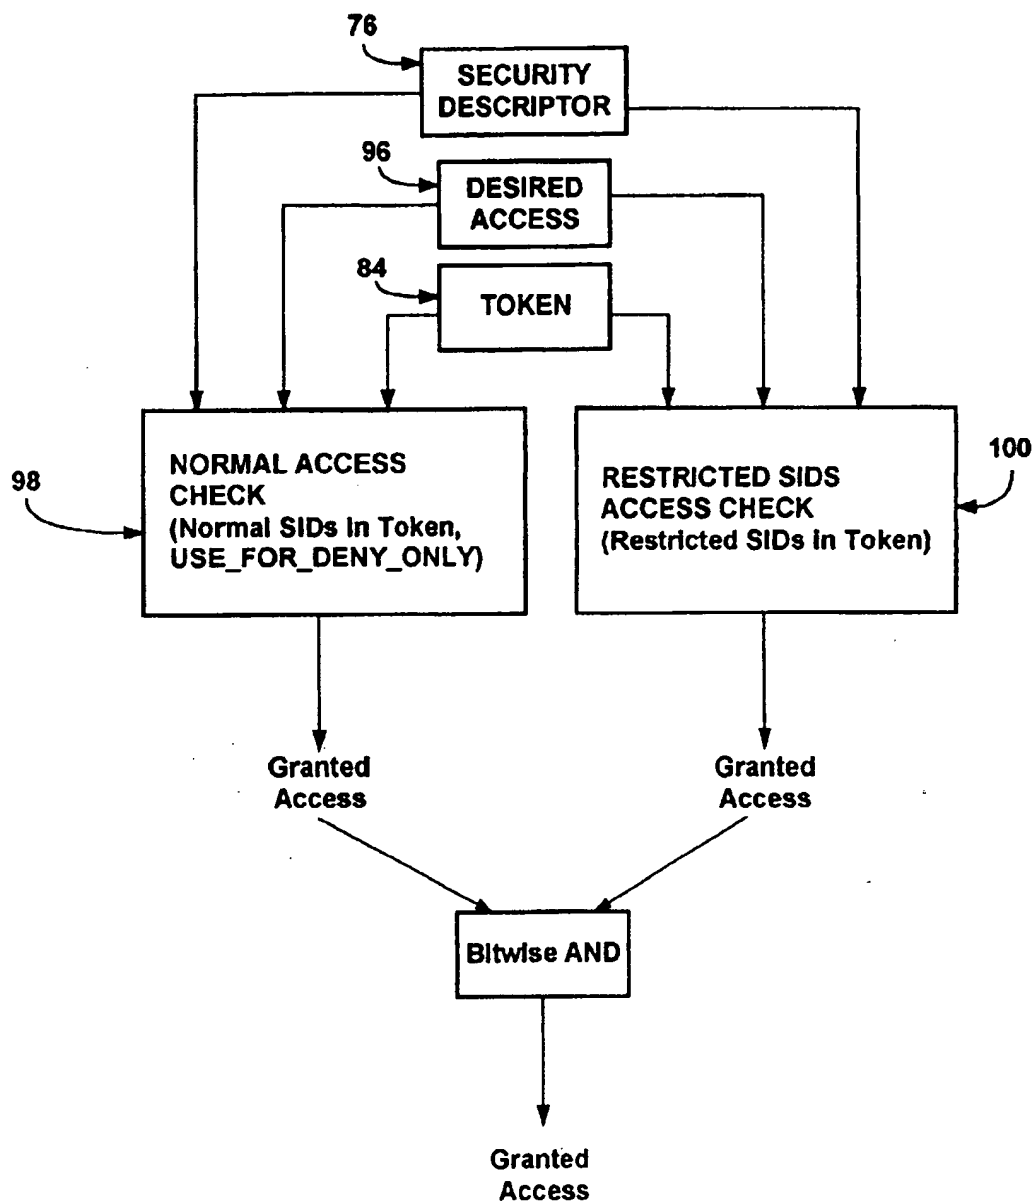 76
SECURITY
DESCRIPTOR
96
DESIRED
ACCESS
84
TOKEN
98
NORMAL ACCESS
CHECK
(Normal SIDs in Token,
USE_FOR_DENY_ONLY)
100
RESTRICTED SIDS
ACCESS CHECK
(Restricted SIDs in Token)
Granted
Access
Granted
Access
Bitwise AND
Granted
Access